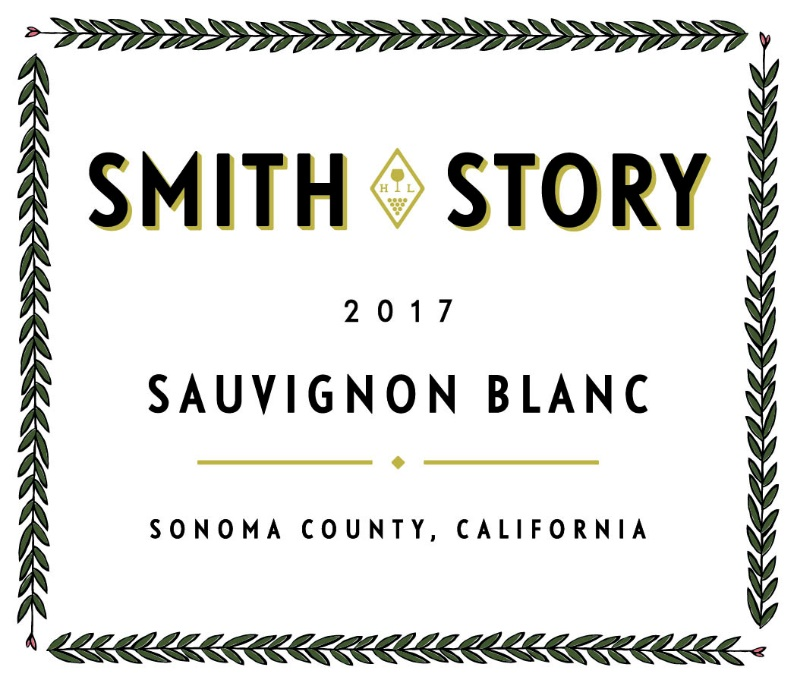 SMITH H L STORY
2017
SAUVIGNON BLANC
SONOMA COUNTY, CALIFORNIA